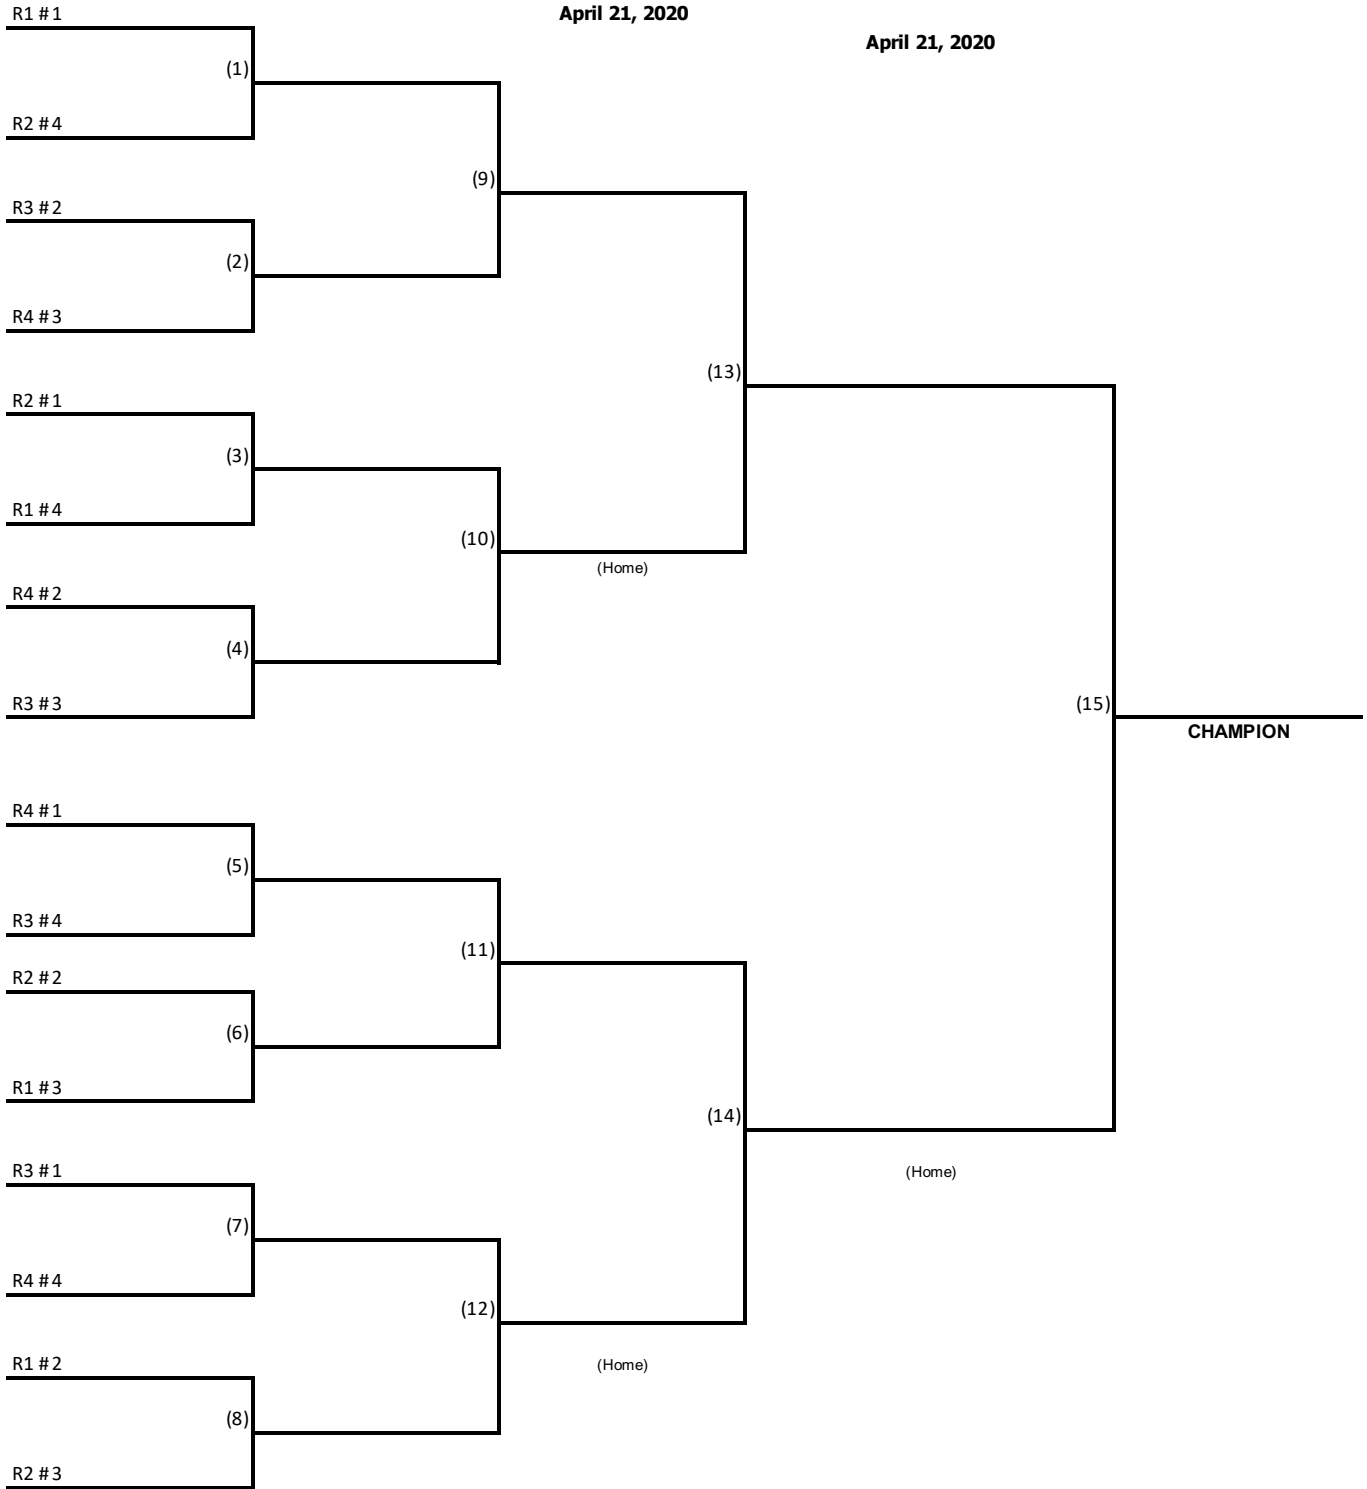 R1 #1
April 21, 2020
April 21, 2020
(1)
R2 #4
(9)
R3 #2
(2)
R4 #3
(13)
R2 #1
(3)
R1 #4
(10)
(Home)
R4 #2
(4)
R3 #3
(15)
CHAMPION
R4 #1
(5)
R3 #4
(11)
R2 #2
(6)
R1 #3
(14)
R3 #1
(Home)
(7)
R4 #4
(12)
R1 #2
(Home)
(8)
R2 #3